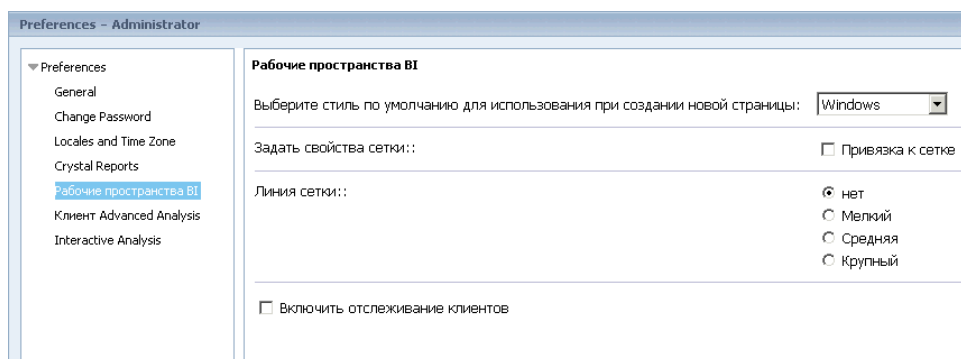 Preferences – Administrator
Preferences
General
Change Password
Locales and Time Zone
Crystal Reports
Рабочие пространства BI
Клиент Advanced Analysis
Interactive Analysis
Рабочие пространства BI
Выберите стиль по умолчанию для использования при создании новой страницы: Windows
Задать свойства сетки:: Привязка к сетке
Линия сетки:: нет
Мелкий
Средняя
Крупный
Включить отслеживание клиентов